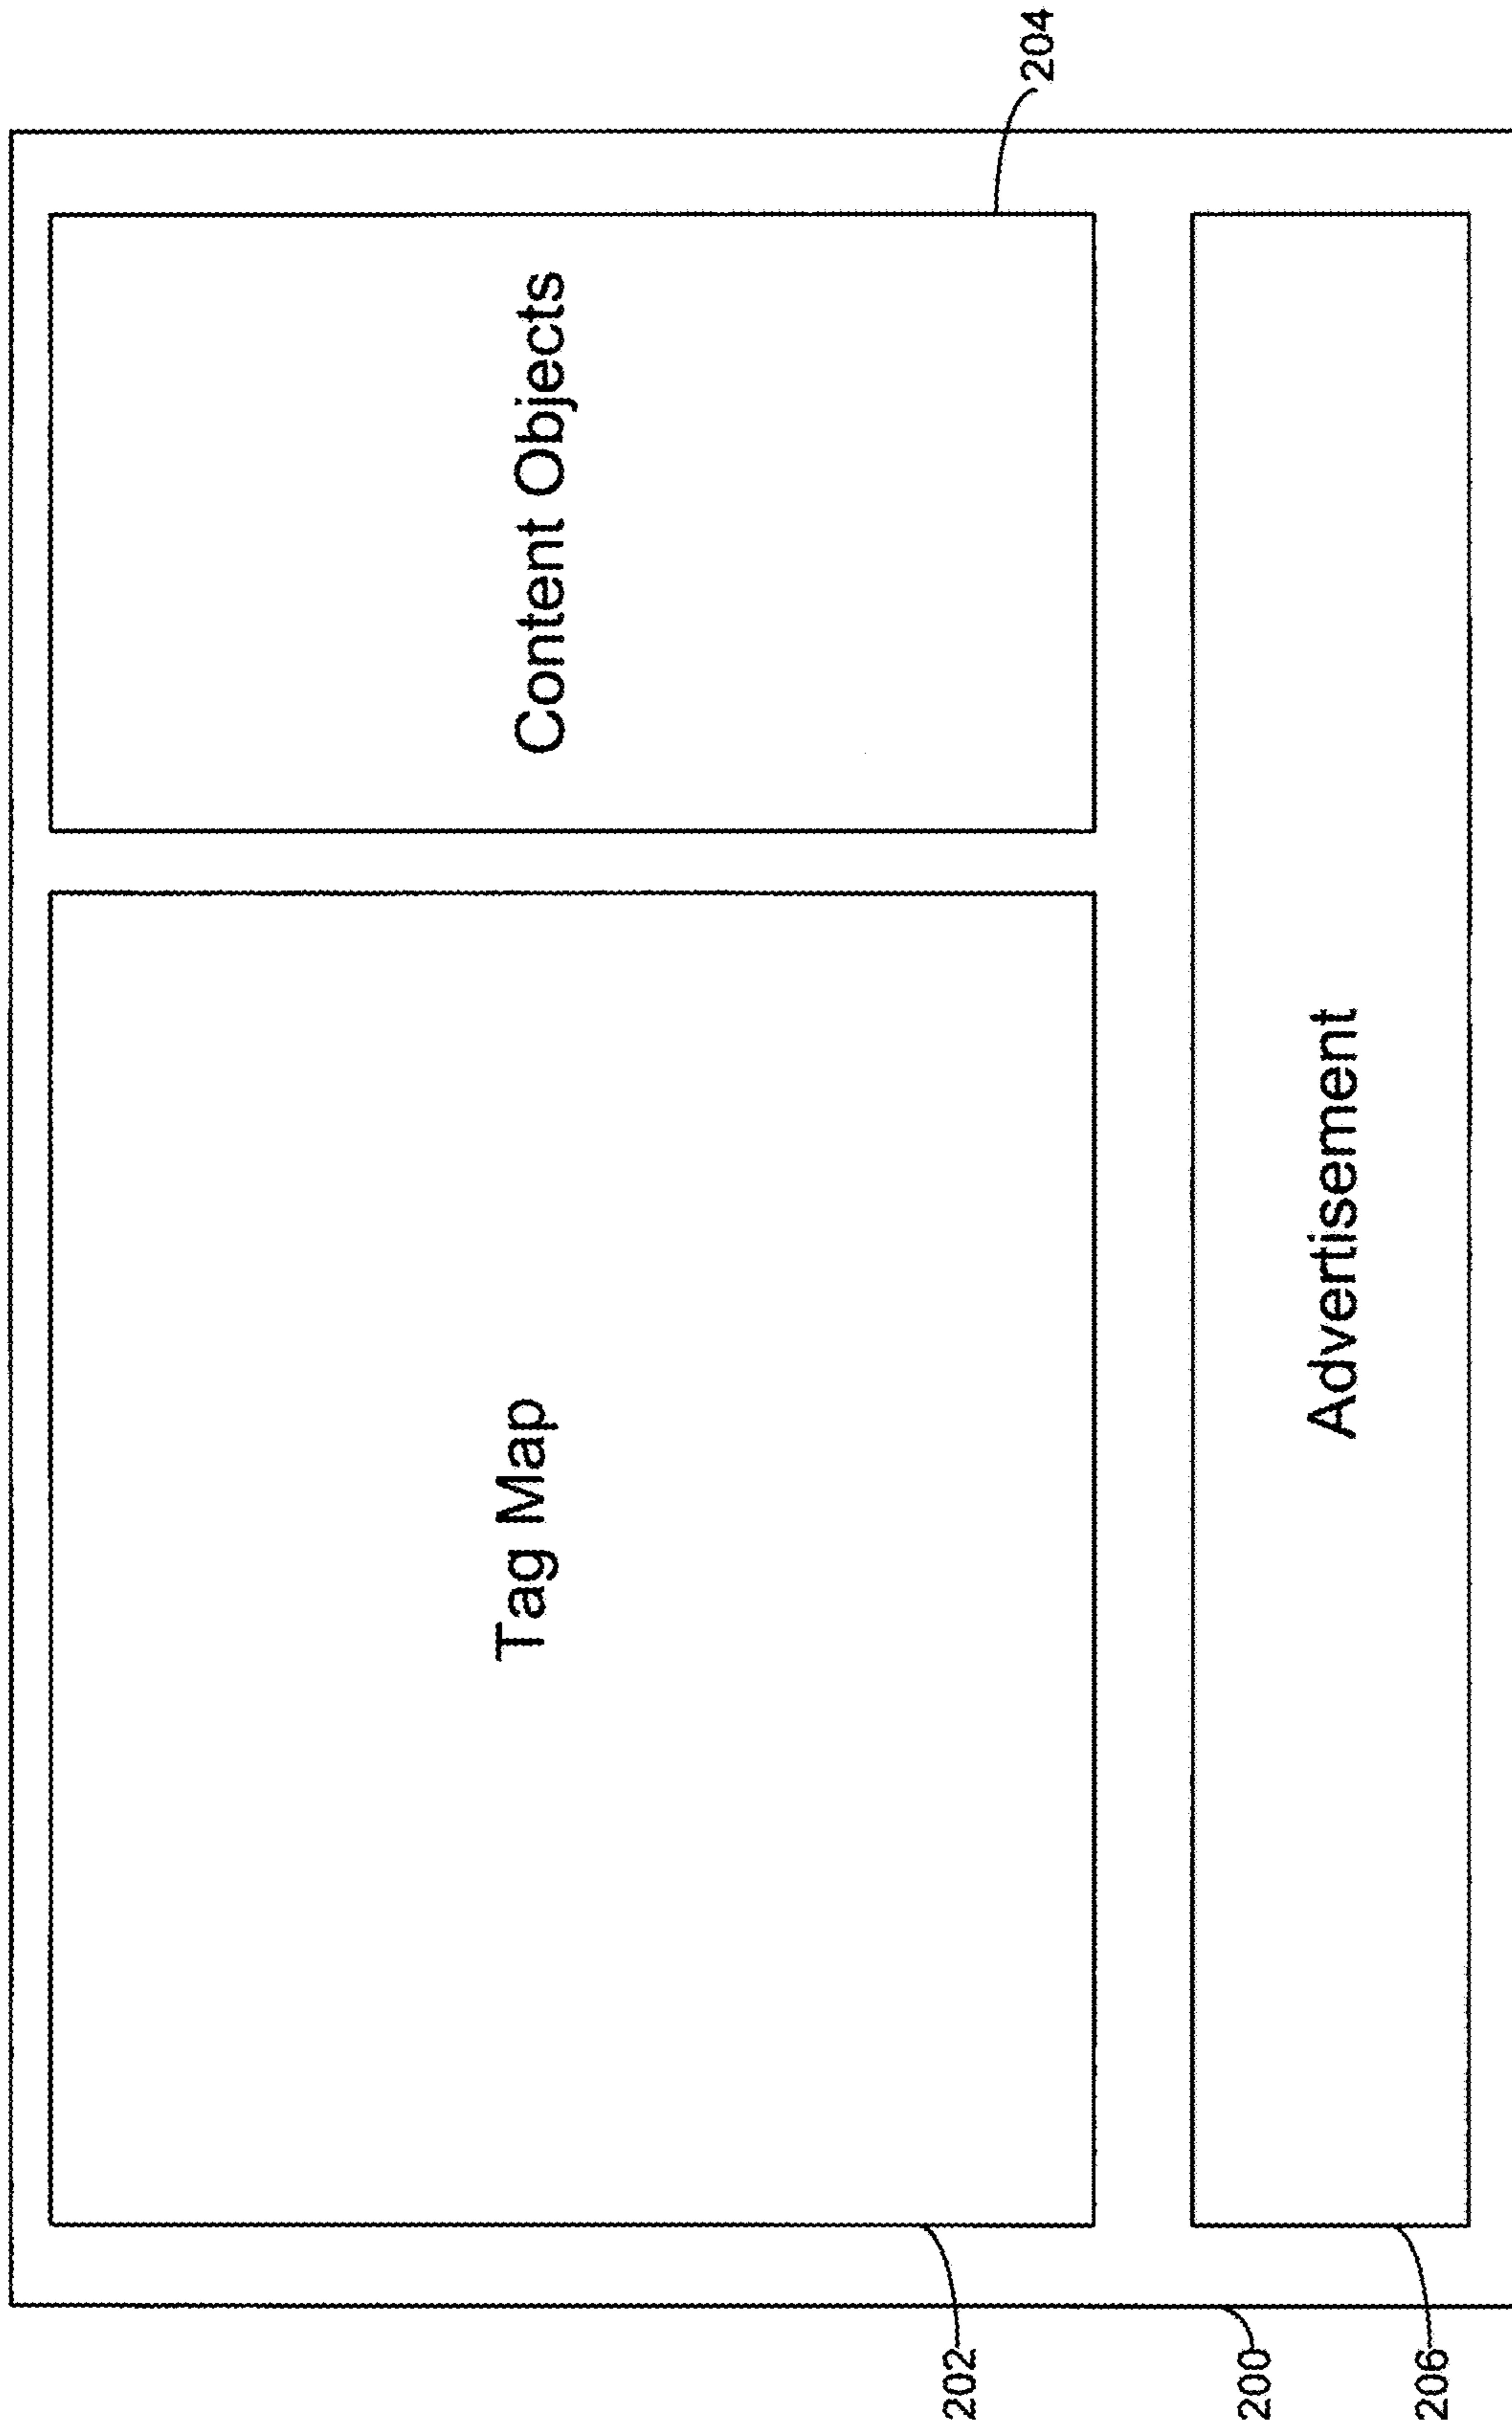 Tag Map
Content Objects
204
202
Advertisement
200
206